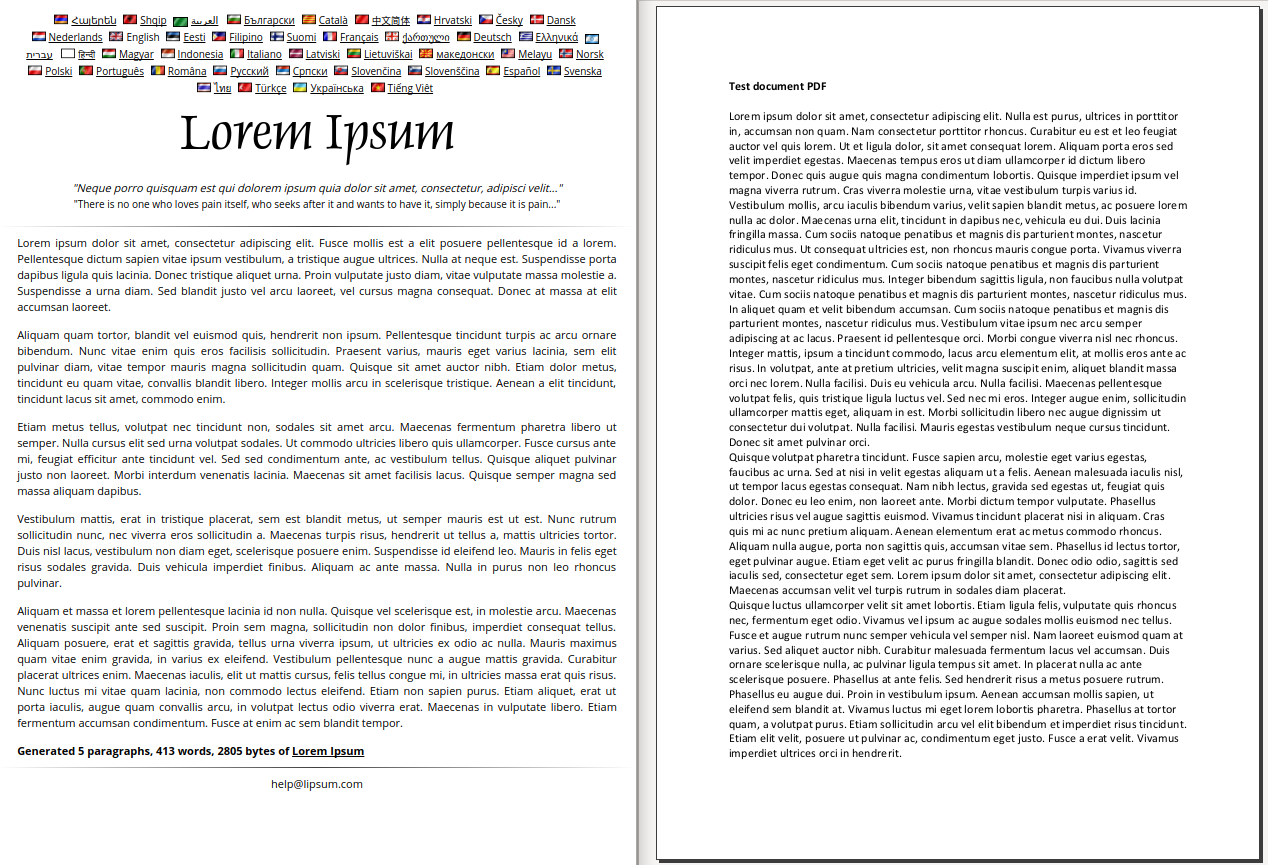 Հայերեն Shqip العربية Български Català 中文简体 Hrvatski Česky Dansk
Nederlands English Eesti Filipino Suomi Français ქართული Deutsch Ελληνικά
עברית हिन्दी Magyar Indonesia Italiano Latviski Lietuviškai македонски Melayu Norsk
Polski Português Româna Русский Српски Slovenčina Slovenščina Español Svenska
ไทย Türkçe Українська Tiếng Việt
Lorem Ipsum
"Neque porro quisquam est qui dolorem ipsum quia dolor sit amet, consectetur, adipisci velit..."
"There is no one who loves pain itself, who seeks after it and wants to have it, simply because it is pain..."
Lorem ipsum dolor sit amet, consectetur adipiscing elit. Fusce mollis est a elit posuere pellentesque id a lorem.
Pellentesque dictum sapien vitae ipsum vestibulum, a tristique augue ultrices. Nulla at neque est. Suspendisse porta
dapibus ligula quis lacinia. Donec tristique aliquet urna. Proin vulputate justo diam, vitae vulputate massa molestie a.
Suspendisse a urna diam. Sed blandit justo vel arcu laoreet, vel cursus magna consequat. Donec at massa at elit
accumsan laoreet.
Aliquam quam tortor, blandit vel euismod quis, hendrerit non ipsum. Pellentesque tincidunt turpis ac arcu ornare
bibendum. Nunc vitae enim quis eros facilisis sollicitudin. Praesent varius, mauris eget varius lacinia, sem elit
pulvinar diam, vitae tempor mauris magna sollicitudin quam. Quisque sit amet auctor nibh. Etiam dolor metus,
tincidunt eu quam vitae, convallis blandit libero. Integer mollis arcu in scelerisque tristique. Aenean a elit tincidunt,
tincidunt lacus sit amet, commodo enim.
Etiam metus tellus, volutpat nec tincidunt non, sodales sit amet arcu. Maecenas fermentum pharetra libero ut
semper. Nulla cursus elit sed urna volutpat sodales. Ut commodo ultricies libero quis ullamcorper. Fusce cursus ante
mi, feugiat efficitur ante tincidunt vel. Sed sed condimentum ante, ac vestibulum tellus. Quisque aliquet pulvinar
justo non laoreet. Morbi interdum venenatis lacinia. Maecenas sit amet facilisis lacus. Quisque semper magna sed
massa aliquam dapibus.
Vestibulum mattis, erat in tristique placerat, sem est blandit metus, ut semper mauris est ut est. Nunc rutrum
sollicitudin nunc, nec viverra eros sollicitudin a. Maecenas turpis risus, hendrerit ut tellus a, mattis ultricies tortor.
Duis nisl lacus, vestibulum non diam eget, scelerisque posuere enim. Suspendisse id eleifend leo. Mauris in felis eget
risus sodales gravida. Duis vehicula imperdiet finibus. Aliquam ac ante massa. Nulla in purus non leo rhoncus
pulvinar.
Aliquam et massa et lorem pellentesque lacinia id non nulla. Quisque vel scelerisque est, in molestie arcu. Maecenas
venenatis suscipit ante sed suscipit. Proin sem magna, sollicitudin non dolor finibus, imperdiet consequat tellus.
Aliquam posuere, erat et sagittis gravida, tellus urna viverra ipsum, ut ultricies ex odio ac nulla. Mauris maximus
quam vitae enim gravida, in varius ex eleifend. Vestibulum pellentesque nunc a augue mattis gravida. Curabitur
placerat ultrices enim. Maecenas iaculis, elit ut mattis cursus, felis tellus congue mi, in ultricies massa erat quis risus.
Nunc luctus mi vitae quam lacinia, non commodo lectus eleifend. Etiam non sapien purus. Etiam aliquet, erat ut
porta iaculis, augue quam convallis arcu, in volutpat lectus odio viverra erat. Maecenas in vulputate libero. Etiam
fermentum accumsan condimentum. Fusce at enim ac sem blandit tempor.
Generated 5 paragraphs, 413 words, 2805 bytes of Lorem Ipsum
help@lipsum.com
Test document PDF
Lorem ipsum dolor sit amet, consectetur adipiscing elit. Nulla est purus, ultrices in porttitor
in, accumsan non quam. Nam consectetur porttitor rhoncus. Curabitur eu est et leo feugiat
auctor vel quis lorem. Ut et ligula dolor, sit amet consequat lorem. Aliquam porta eros sed
velit imperdiet egestas. Maecenas tempus eros ut diam ullamcorper id dictum libero
tempor. Donec quis augue quis magna condimentum lobortis. Quisque imperdiet ipsum vel
magna viverra rutrum. Cras viverra molestie urna, vitae vestibulum turpis varius id.
Vestibulum mollis, arcu iaculis bibendum varius, velit sapien blandit metus, ac posuere lorem
nulla ac dolor. Maecenas urna elit, tincidunt in dapibus nec, vehicula eu dui. Duis lacinia
fringilla massa. Cum sociis natoque penatibus et magnis dis parturient montes, nascetur
ridiculus mus. Ut consequat ultricies est, non rhoncus mauris congue porta. Vivamus viverra
suscipit felis eget condimentum. Cum sociis natoque penatibus et magnis dis parturient
montes, nascetur ridiculus mus. Integer bibendum sagittis ligula, non faucibus nulla volutpat
vitae. Cum sociis natoque penatibus et magnis dis parturient montes, nascetur ridiculus mus.
In aliquet quam et velit bibendum accumsan. Cum sociis natoque penatibus et magnis dis
parturient montes, nascetur ridiculus mus. Vestibulum vitae ipsum nec arcu semper
adipiscing at ac lacus. Praesent id pellentesque orci. Morbi congue viverra nisl nec rhoncus.
Integer mattis, ipsum a tincidunt commodo, lacus arcu elementum elit, at mollis eros ante ac
risus. In volutpat, ante at pretium ultricies, velit magna suscipit enim, aliquet blandit massa
orci nec lorem. Nulla facilisi. Duis eu vehicula arcu. Nulla facilisi. Maecenas pellentesque
volutpat felis, quis tristique ligula luctus vel. Sed nec mi eros. Integer augue enim, sollicitudin
ullamcorper mattis eget, aliquam in est. Morbi sollicitudin libero nec augue dignissim ut
consectetur dui volutpat. Nulla facilisi. Mauris egestas vestibulum neque cursus tincidunt.
Donec sit amet pulvinar orci.
Quisque volutpat pharetra tincidunt. Fusce sapien arcu, molestie eget varius egestas,
faucibus ac urna. Sed at nisi in velit egestas aliquam ut a felis. Aenean malesuada iaculis nisl,
ut tempor lacus egestas consequat. Nam nibh lectus, gravida sed egestas ut, feugiat quis
dolor. Donec eu leo enim, non laoreet ante. Morbi dictum tempor vulputate. Phasellus
ultricies risus vel augue sagittis euismod. Vivamus tincidunt placerat nisi in aliquam. Cras
quis mi ac nunc pretium aliquam. Aenean elementum erat ac metus commodo rhoncus.
Aliquam nulla augue, porta non sagittis quis, accumsan vitae sem. Phasellus id lectus tortor,
eget pulvinar augue. Etiam eget velit ac purus fringilla blandit. Donec odio odio, sagittis sed
iaculis sed, consectetur eget sem. Lorem ipsum dolor sit amet, consectetur adipiscing elit.
Maecenas accumsan velit vel turpis rutrum in sodales diam placerat.
Quisque luctus ullamcorper velit sit amet lobortis. Etiam ligula felis, vulputate quis rhoncus
nec, fermentum eget odio. Vivamus vel ipsum ac augue sodales mollis euismod nec tellus.
Fusce et augue rutrum nunc semper vehicula vel semper nisl. Nam laoreet euismod quam at
varius. Sed aliquet auctor nibh. Curabitur malesuada fermentum lacus vel accumsan. Duis
ornare scelerisque nulla, ac pulvinar ligula tempus sit amet. In placerat nulla ac ante
scelerisque posuere. Phasellus at ante felis. Sed hendrerit risus a metus posuere rutrum.
Phasellus eu augue dui. Proin in vestibulum ipsum. Aenean accumsan mollis sapien, ut
eleifend sem blandit at. Vivamus luctus mi eget lorem lobortis pharetra. Phasellus at tortor
quam, a volutpat purus. Etiam sollicitudin arcu vel elit bibendum et imperdiet risus tincidunt.
Etiam elit velit, posuere ut pulvinar ac, condimentum eget justo. Fusce a erat velit. Vivamus
imperdiet ultrices orci in hendrerit.